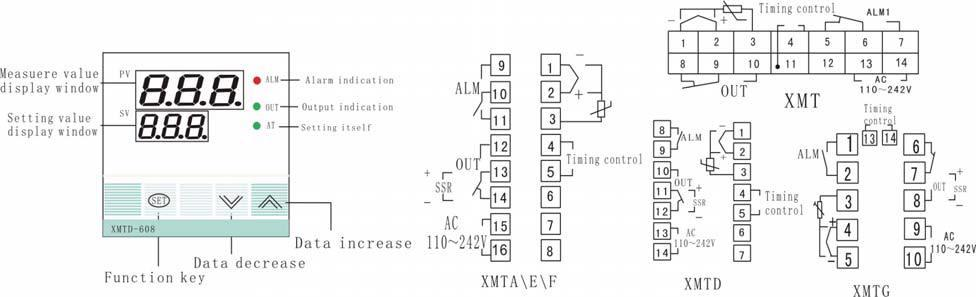 Measuere value
display window
Setting value
display window
PV
8.8.8.
SV
8.8.8.
ALM
Alarm indication
OUT
Output indication
AT
Setting itself
SET
XMTD-608
Data increase
Data decrease
Function key
9
10
11
12
13
14
15
16
ALM
OUT
+
SSR
−
AC
110~242V
1
2
3
4
5
6
7
8
−
+
Timing control
XMTA\E\F
Timing control
ALM1
−
+
1 2 3 4 5 6 7
8 9 10 11 12 13 14
OUT
AC
110~242V
XMT
8
9
10
11
12
13
14
ALM
OUT
+
SSR
−
AC
110~242V
1
2
3
4
5
6
7
−
+
Timing
control
XMTD
Timing
control
13 14
1
2
3
4
5
ALM
+
−
6
7
8
9
10
+
OUT SSR
−
AC
110~242V
XMTG